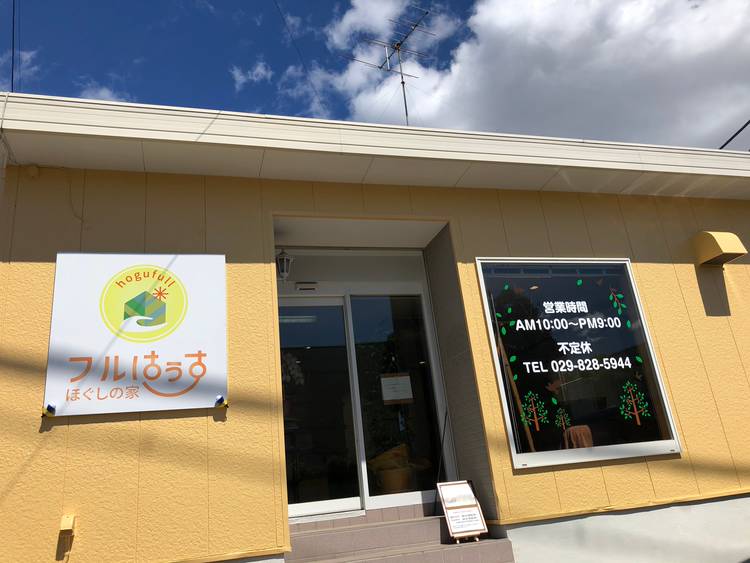 hogufull
フルはうす
ほぐしの家
営業時間
AM10:00〜PM9:00
不定休
TEL 029-828-5944